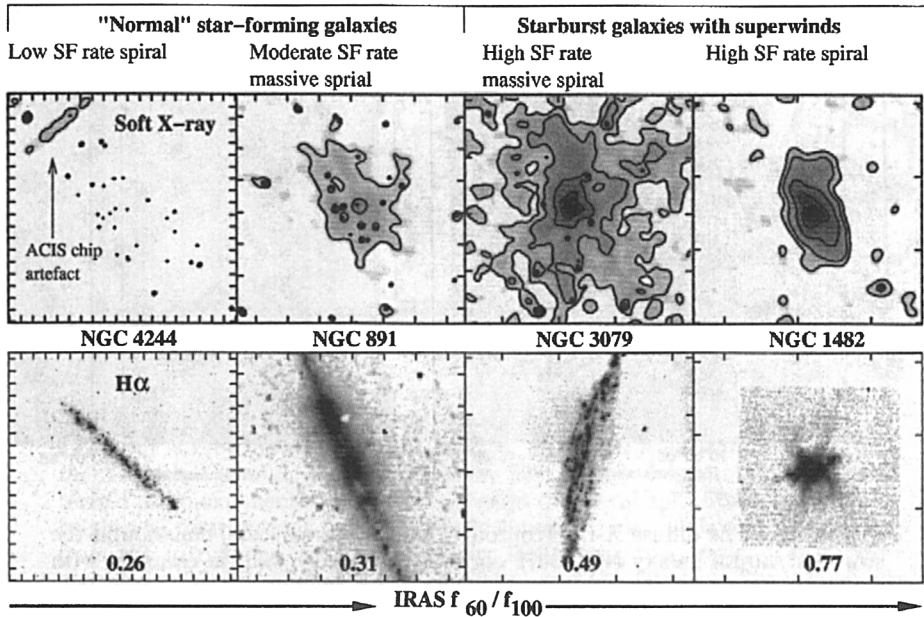 "Normal" star-forming galaxies
Starburst galaxies with superwinds
Low SF rate spiral
Moderate SF rate
massive sprial
High SF rate
massive spiral
High SF rate spiral
Soft X-ray
ACIS chip
artefact
NGC 4244
NGC 891
NGC 3079
NGC 1482
Hα
0.26
0.31
0.49
0.77
IRAS f 60 / f 100